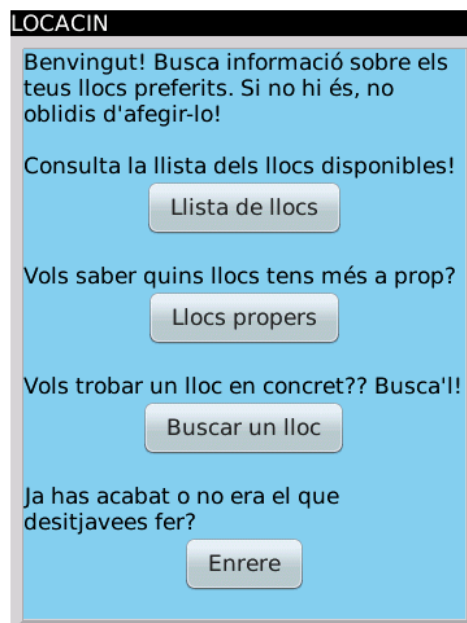 LOCACIN
Benvingut! Busca informació sobre els
teus llocs preferits. Si no hi és, no
oblidis d'afegir-lo!
Consulta la llista dels llocs disponibles!
Llista de llocs
Vols saber quins llocs tens més a prop?
Llocs propers
Vols trobar un lloc en concret?? Busca'l!
Buscar un lloc
Ja has acabat o no era el que
desitjavees fer?
Enrere